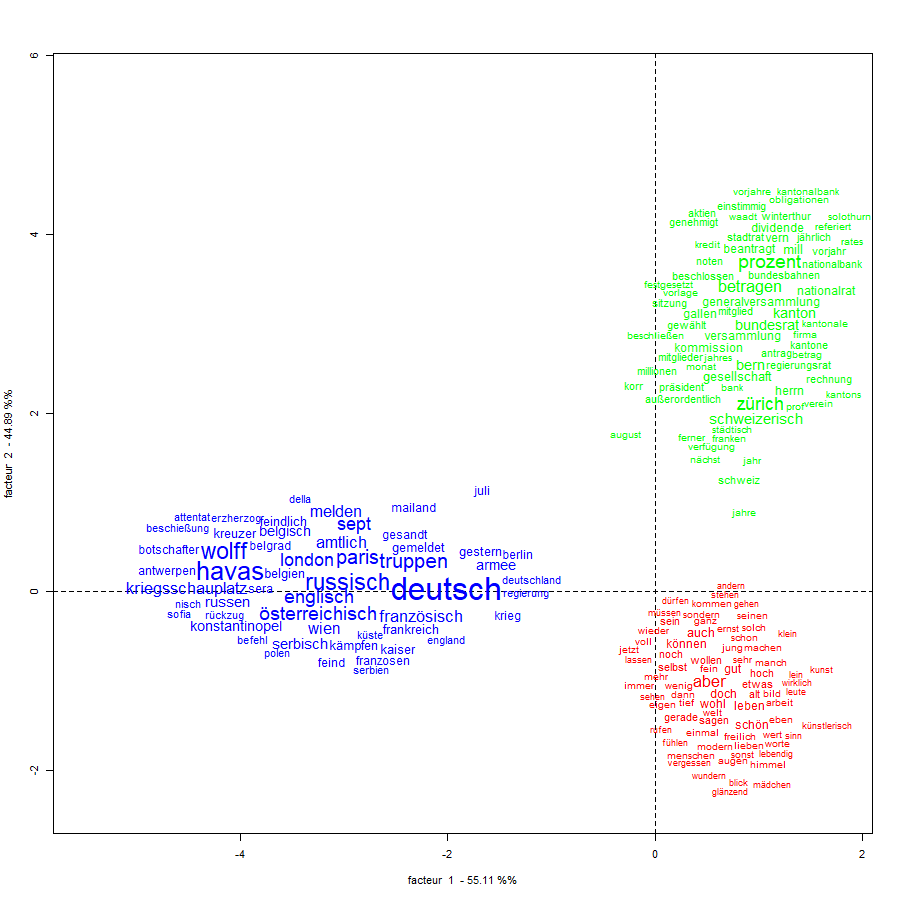 6
vorjahre kantonalbank
obligationen
einstimmig
aktien waadt winterthur solothurn
genehmigt dividende referiert
4
stadtrat vern jährlich rates
kredit beantragt mill vorjahr
noten prozent nationalbank
beschlossen bundesbahnen
festgesetzt betragen nationalrat
vorlage
sitzung generalversammlung
gallen mitglied kanton
gewählt bundesrat kantonale
beschließen versammlung firma
kommission kantone
mitglieder jahres antrag betrag
millionen monat bern regierungsrat
gesellschaft rechnung
korr präsident bank herrn kantons
außerordentlich zürich prof verein
2
schweizerisch
städtisch
august ferner franken
verfügung
nächst jahr
schweiz
jahre
juli
della
melden mailand
attentat erzherzog feindlich sept
beschießung kreuzer belgisch gesandt
botschafter wolff belgrad amtlich gemeldet gestern berlin
london paris truppen armee
antwerpen havas belgien russisch deutsch deutschland
0
kriegsschauplatz sera englisch regierung
nisch russen
sofia rückzug österreichisch französisch krieg
konstantinopel wien frankreich
befehl serbisch küste kämpfen england
polen kaiser
feind franzosen
serbien
andern
stehen
dürfen kommen gehen
müssen sondern seinen
sein ganz
wieder auch ernst solch klein
voll können schon
jetzt jung machen
lassen noch wollen sehr manch
selbst fein gut hoch kunst
mehr lein
immer wenig aber etwas wirklich
sehen dann doch alt bild leute
eigen tief wohl leben arbeit
welt
gerade sagen schön eben künstlerisch
rufen einmal freilich wert sinn
fühlen modern lieben worte
menschen sonst lebendig
vergessen augen himmel
-2
wundern
blick mädchen
glänzend
-4 -2 0 2
facteur 1 - 55.11 %%
facteur 2 - 44.89 %%